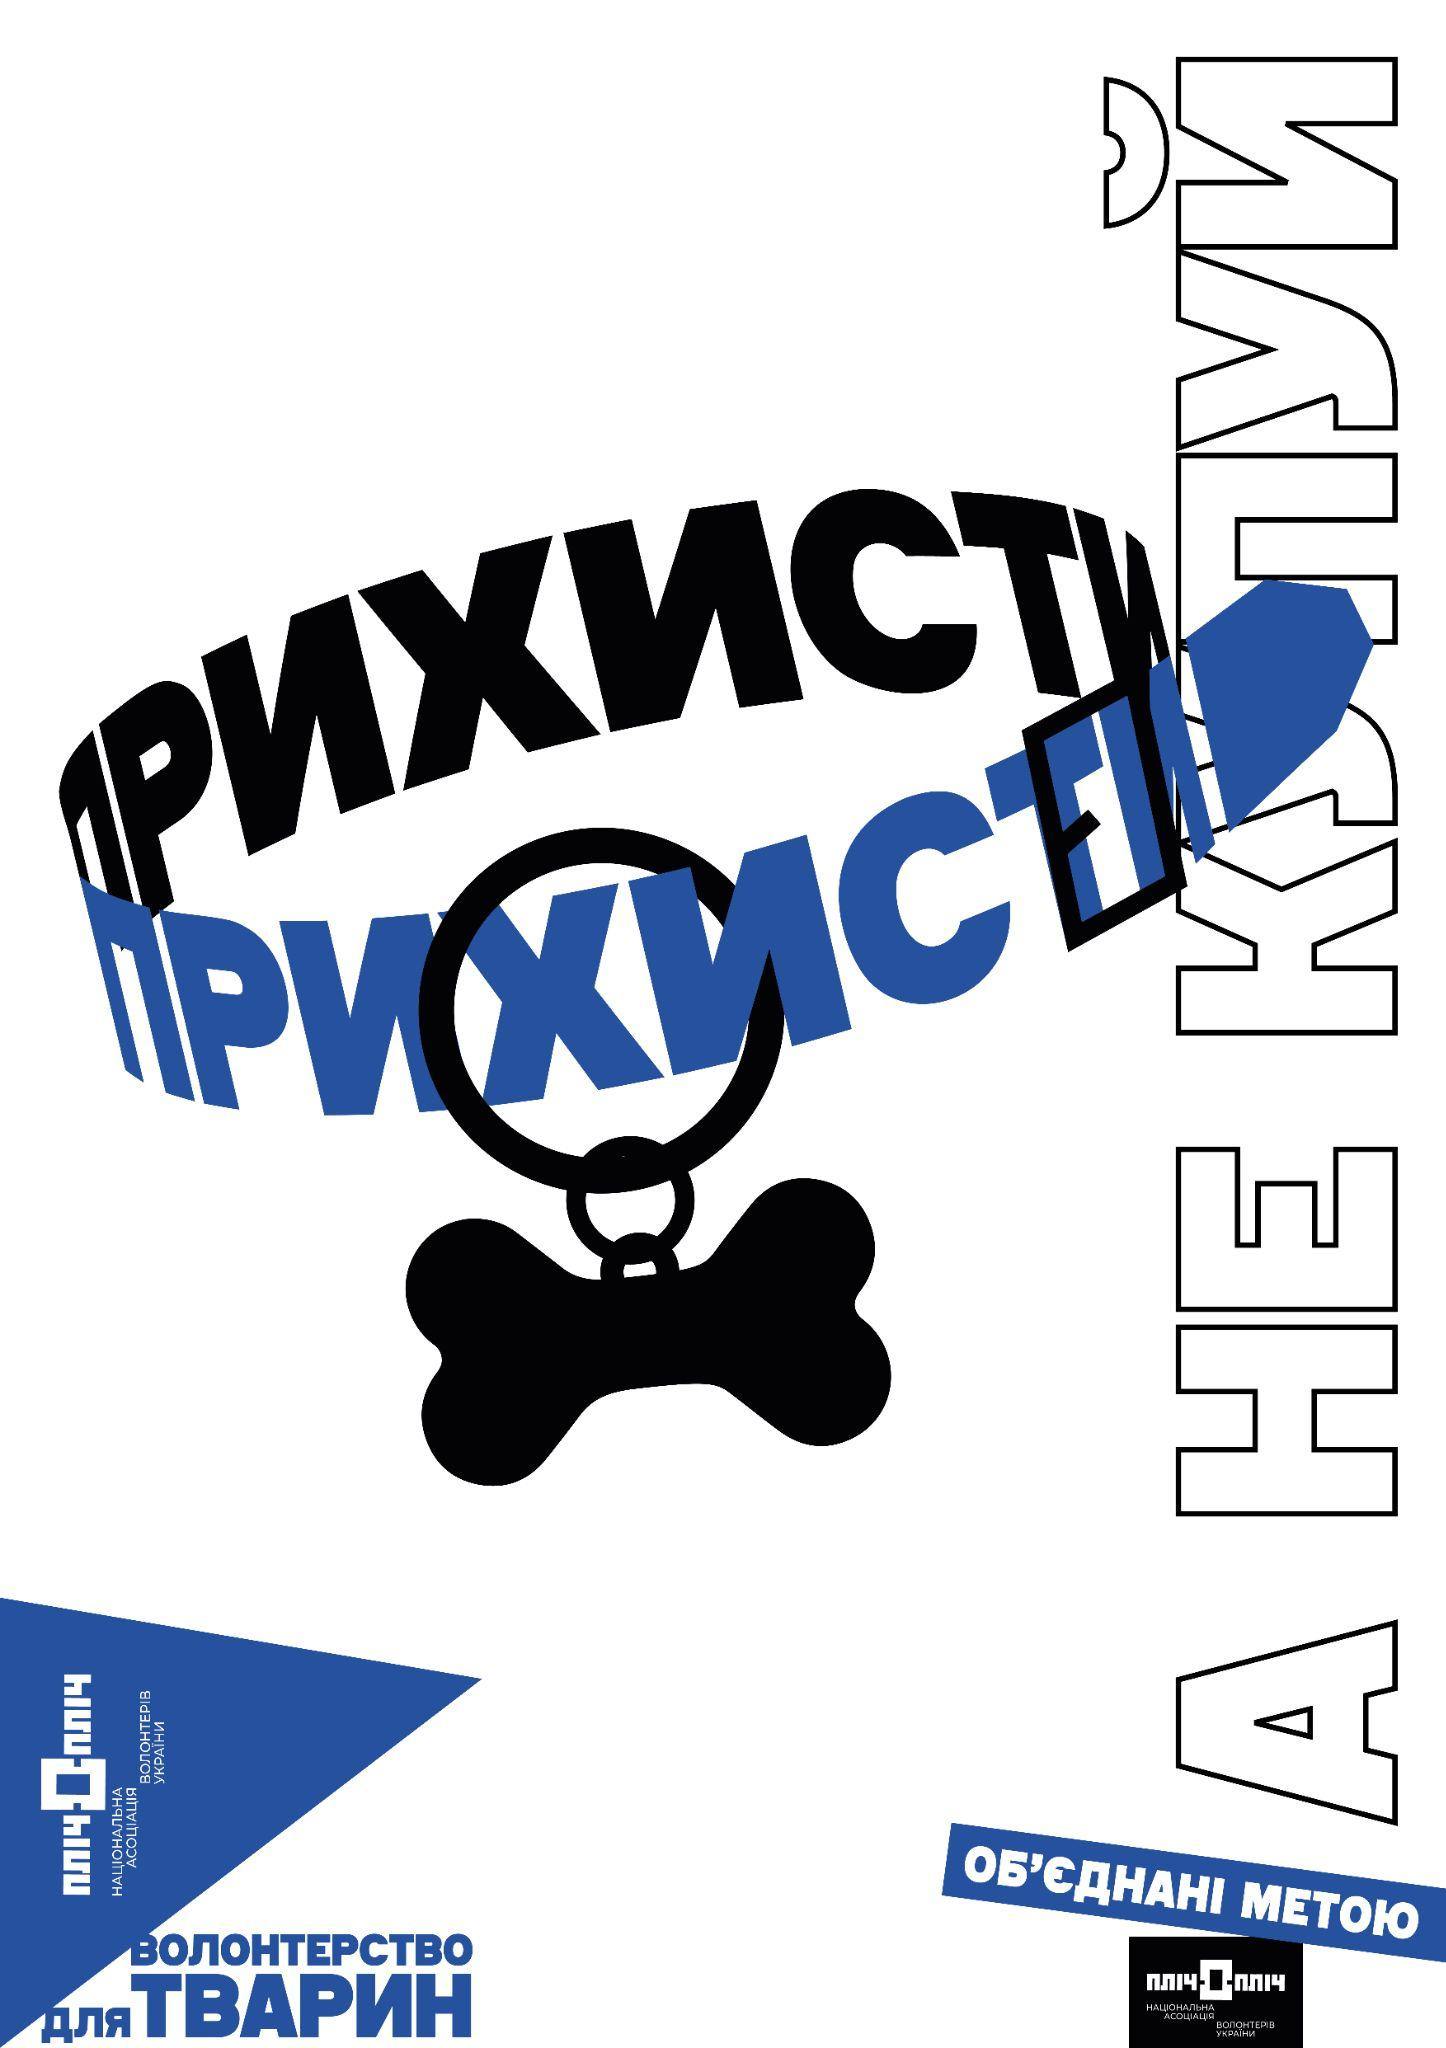 ПРИХИСТИ
ПРИХИСТИ
А НЕ КУПУЙ
ПЛІЧ-О-ПЛІЧ
НАЦІОНАЛЬНА
АСОЦІАЦІЯ
ВОЛОНТЕРІВ
УКРАЇНИ
ВОЛОНТЕРСТВО
для ТВАРИН
ОБ’ЄДНАНІ МЕТОЮ
ПЛІЧ-О-ПЛІЧ
НАЦІОНАЛЬНА
АСОЦІАЦІЯ
ВОЛОНТЕРІВ
УКРАЇНИ